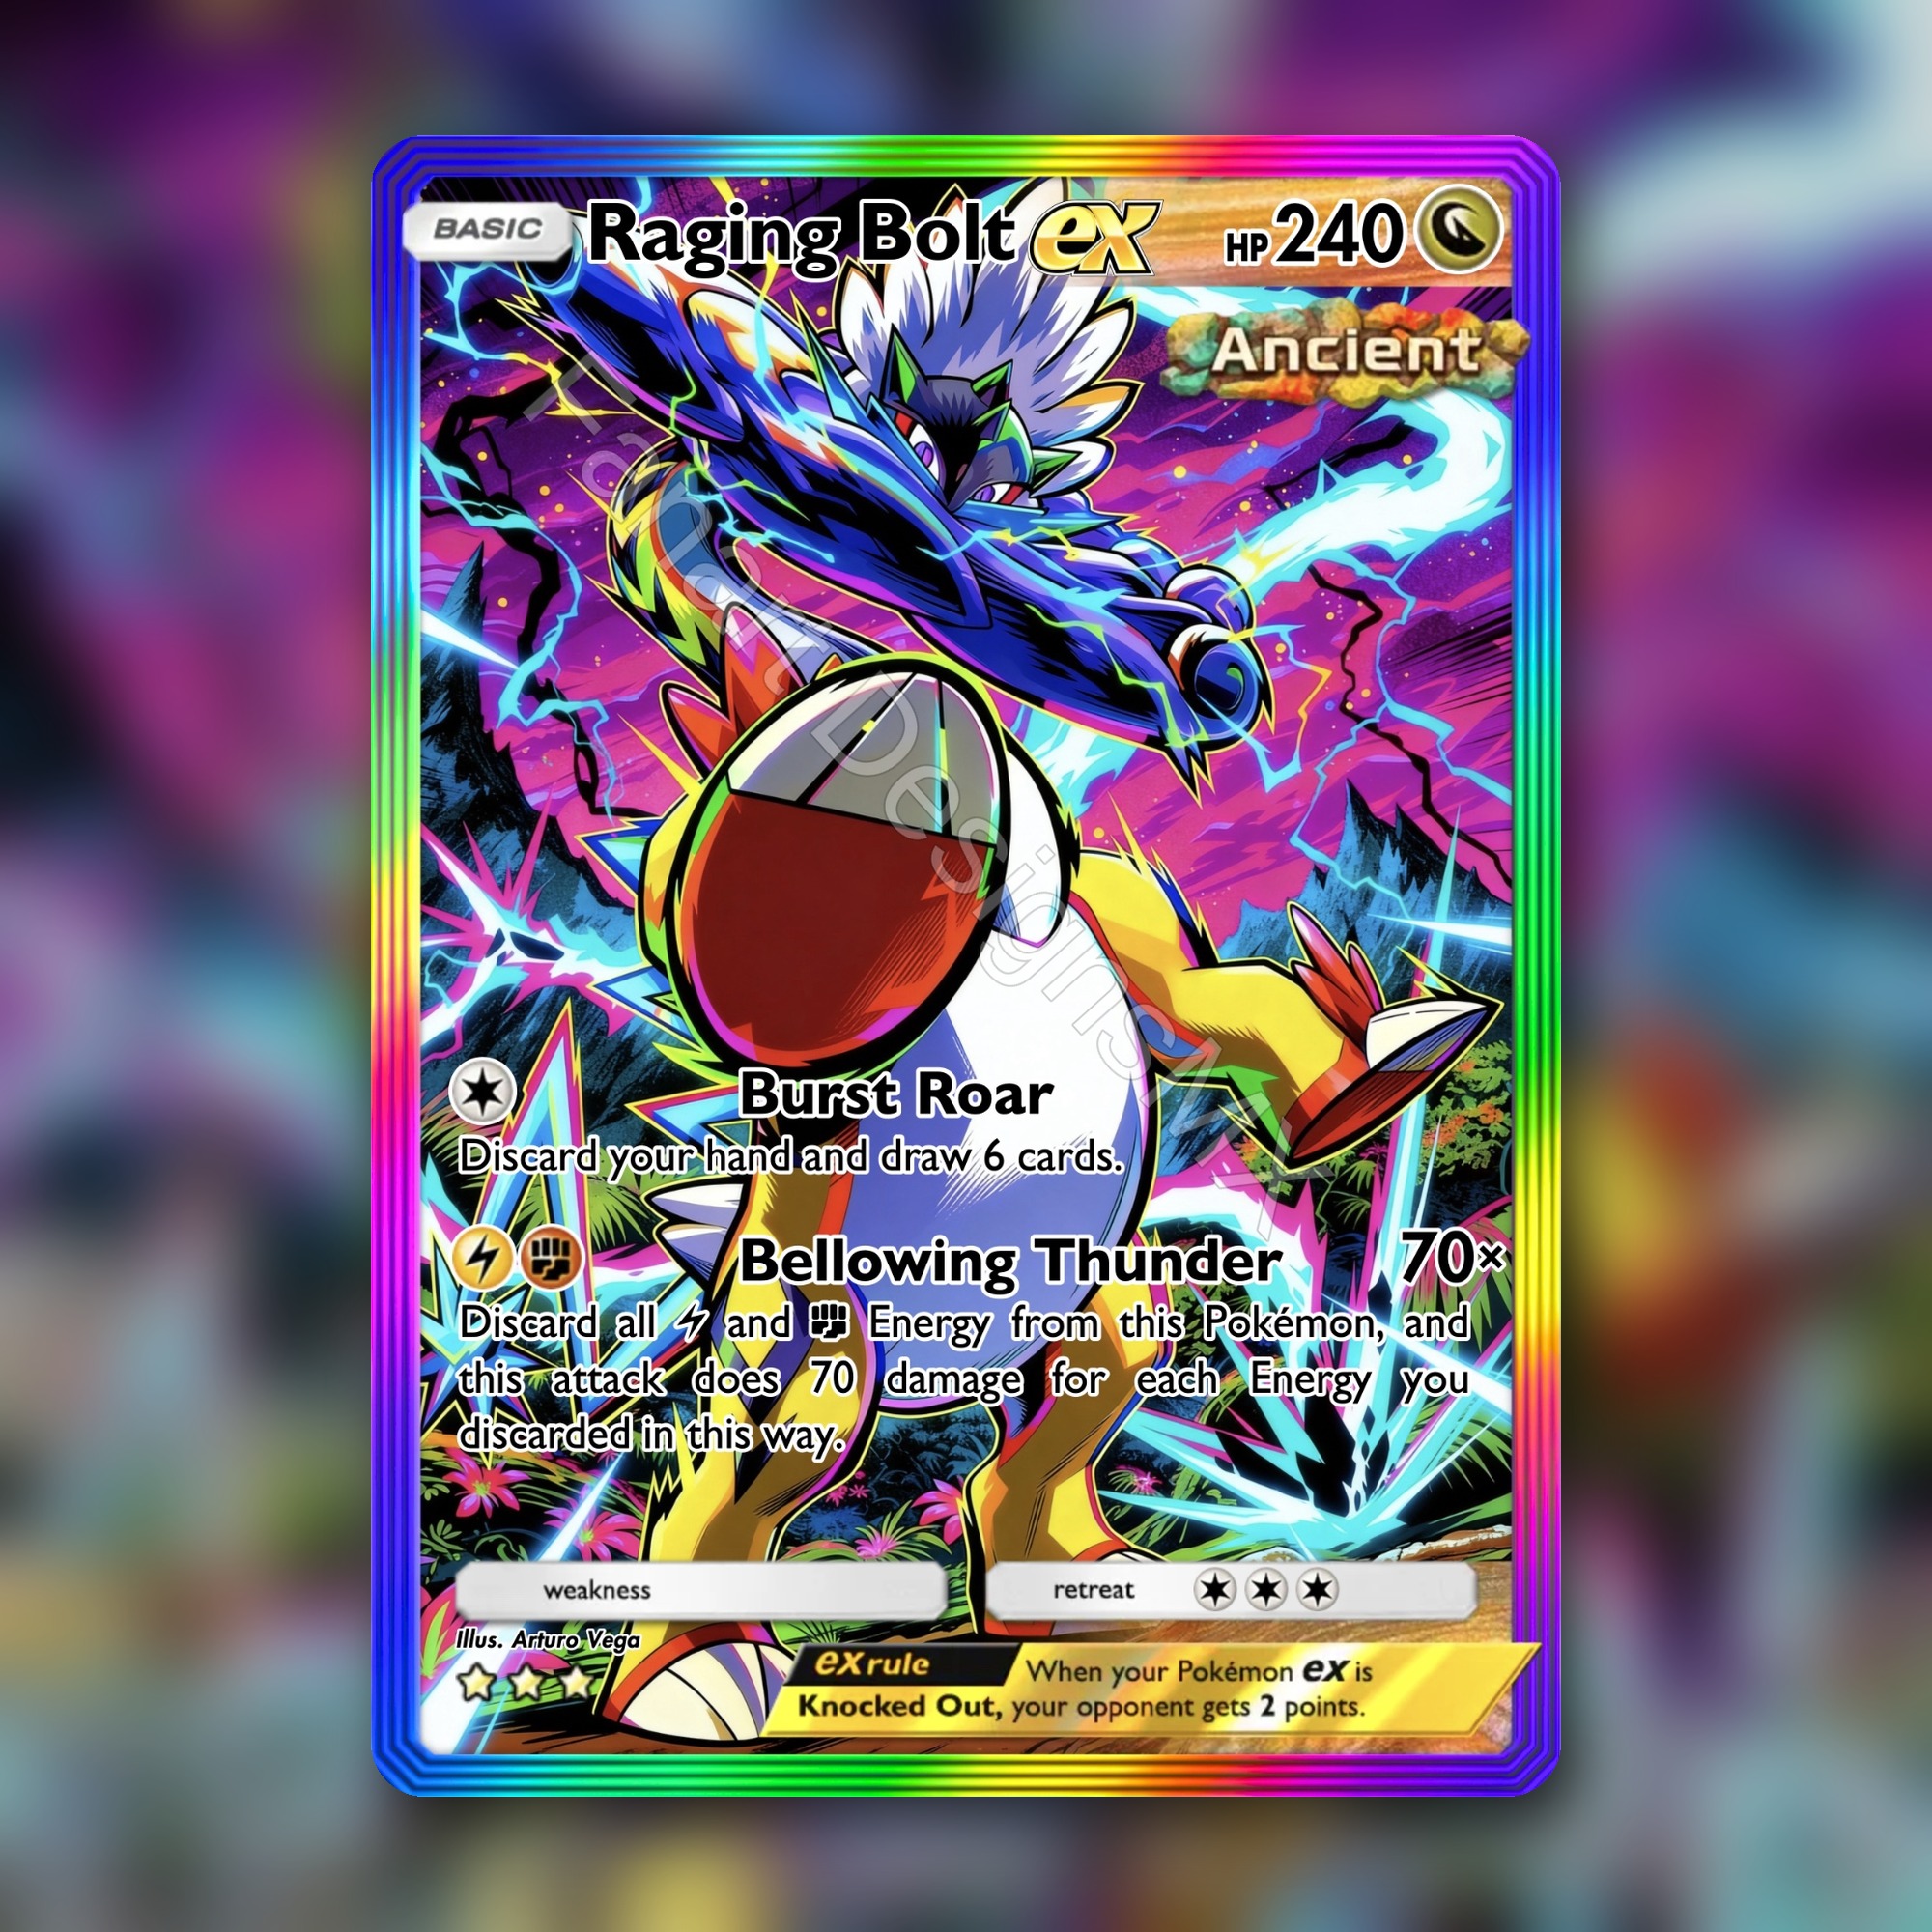 BASIC Raging Bolt ex HP 240
Ancient
Burst Roar
Discard your hand and draw 6 cards.
Bellowing Thunder 70×
Discard all and Energy from this Pokémon, and
this attack does 70 damage for each Energy you
discarded in this way.
weakness retreat
Illus. Arturo Vega
ex rule When your Pokémon ex is
Knocked Out, your opponent gets 2 points.